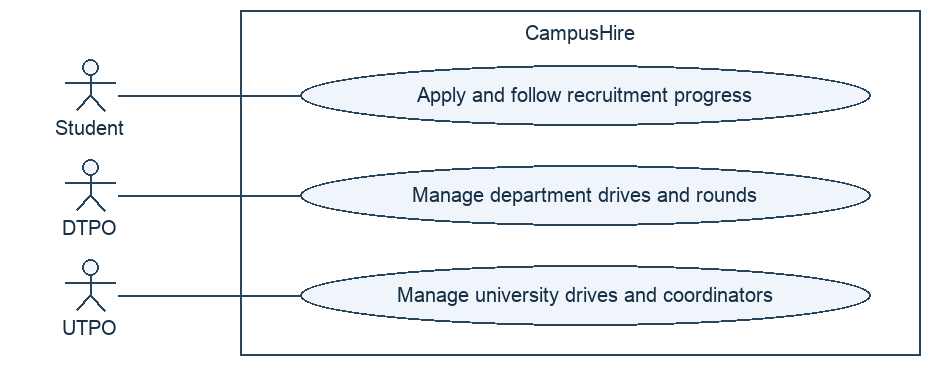 CampusHire
Apply and follow recruitment progress
Student
Manage department drives and rounds
DTPO
Manage university drives and coordinators
UTPO